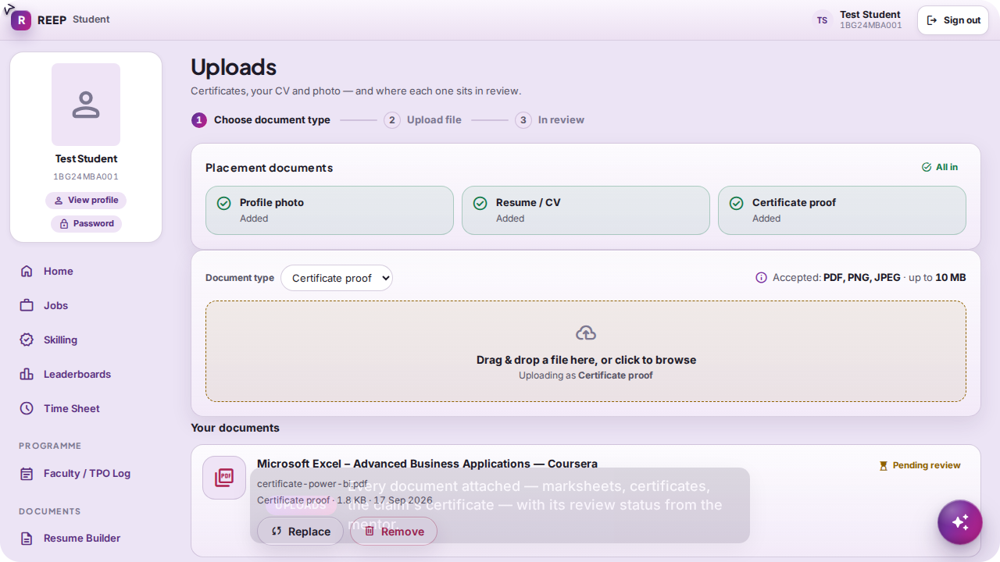 R REEP Student
TS Test Student
1BG24MBA001
Sign out
Test Student
1BG24MBA001
View profile
Password
Home
Jobs
Skilling
Leaderboards
Time Sheet
PROGRAMME
Faculty / TPO Log
DOCUMENTS
Resume Builder
Uploads
Certificates, your CV and photo — and where each one sits in review.
1 Choose document type 2 Upload file 3 In review
Placement documents
All in
Profile photo
Added
Resume / CV
Added
Certificate proof
Added
Document type Certificate proof
Accepted: PDF, PNG, JPEG · up to 10 MB
Drag & drop a file here, or click to browse
Uploading as Certificate proof
Your documents
PDF
Microsoft Excel – Advanced Business Applications — Coursera
Pending review
certificate-power-bi.pdf
Certificate proof · 1.8 KB · 17 Sep 2026
Replace
Remove
UPLOADS
Every document attached — marksheets, certificates,
the claim's certificate — with its review status from the
mentor.